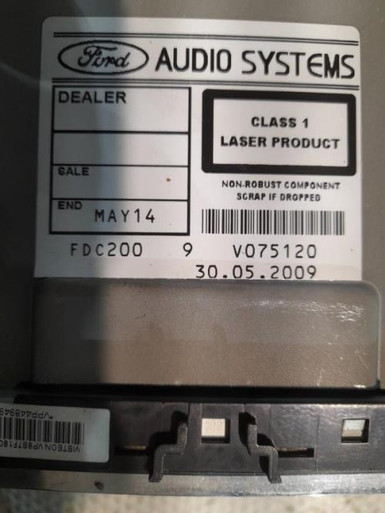 Ford AUDIO SYSTEMS
DEALER
CLASS 1
LASER PRODUCT
SALE
NON-ROBUST COMPONENT
SCRAP IF DROPPED
END MAY14
FDC200 9 V075120
30.05.2009
VISTEON